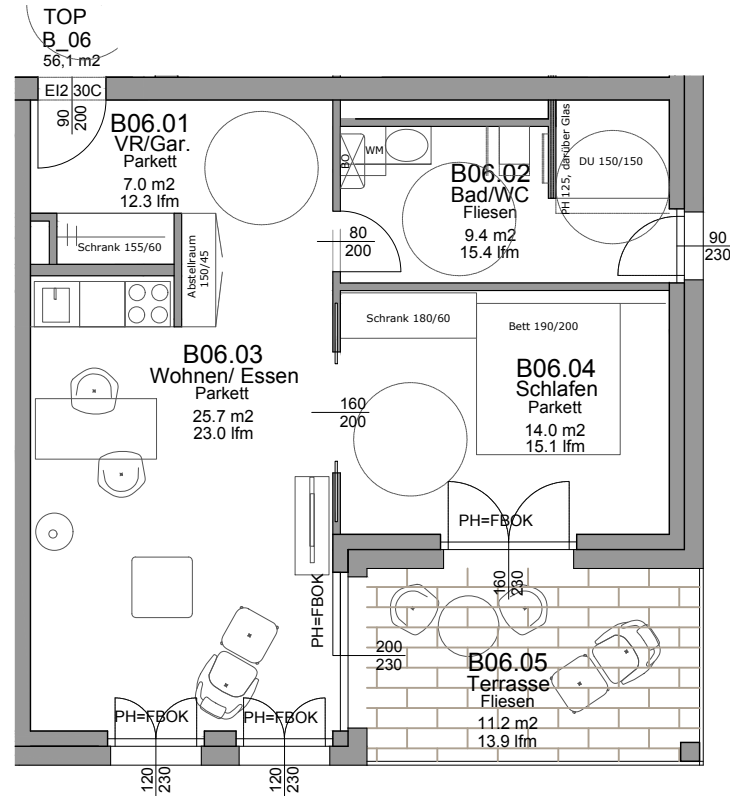 TOP
B_06
56,1 m2
EI2 30C
90
200
B06.01
VR/Gar.
Parkett
7.0 m2
12.3 lfm
BO
WM
B06.02
Bad/WC
Fliesen
9.4 m2
15.4 lfm
PH 125, darüber Glas
DU 150/150
80
200
90
230
Schrank 155/60
Abstellraum
150/45
Schrank 180/60
Bett 190/200
B06.03
Wohnen/ Essen
Parkett
25.7 m2
23.0 lfm
160
200
B06.04
Schlafen
Parkett
14.0 m2
15.1 lfm
PH=FBOK
160
230
PH=FBOK
200
230
B06.05
Terrasse
Fliesen
11.2 m2
13.9 lfm
PH=FBOK
PH=FBOK
120
230
120
230